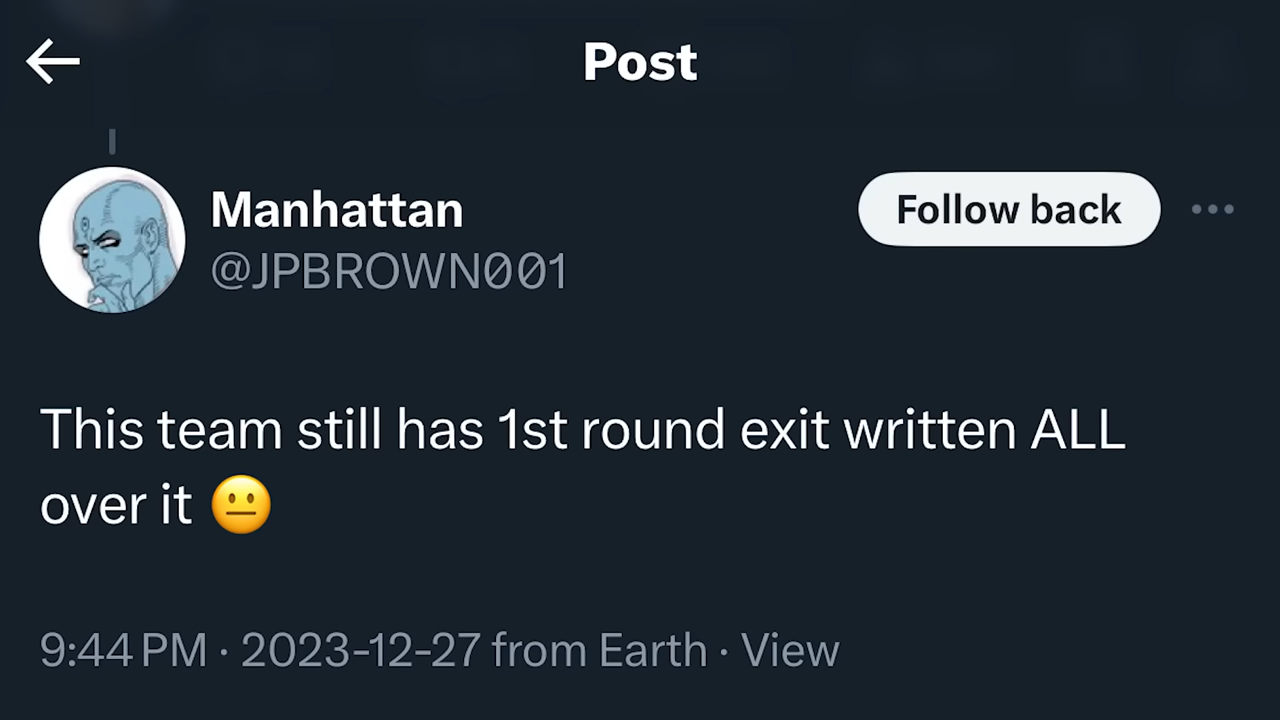 Post
Manhattan
Follow back
@JPBROWN001
This team still has 1st round exit written ALL
over it 😐
9:44 PM · 2023-12-27 from Earth · View